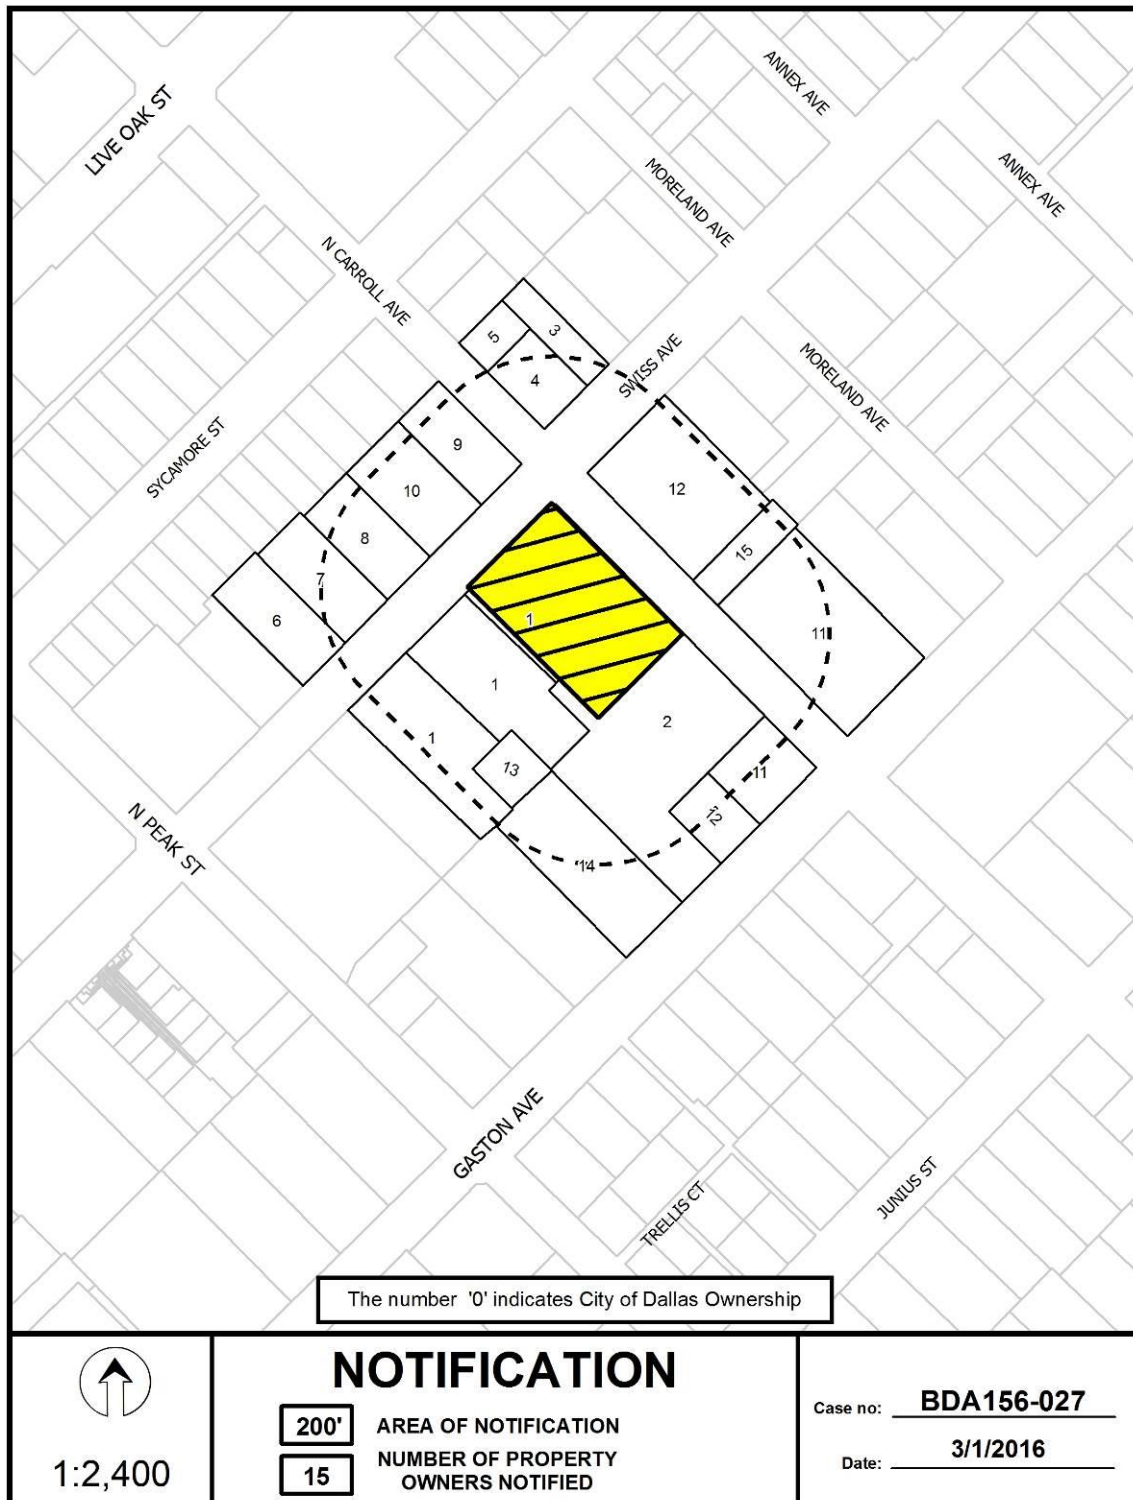 ANNEX AVE
LIVE OAK ST
ANNEX AVE
MORELAND AVE
N CARROLL AVE
3
5
SWISS AVE
4
MORELAND AVE
SYCAMORE ST
9
12
10
8
15
7
1
6
11
1
2
1
13
11
12
N PEAK ST
14
GASTON AVE
JUNIUS ST
TRELLIS CT
The number '0' indicates City of Dallas Ownership
1:2,400
NOTIFICATION
200' AREA OF NOTIFICATION
15 NUMBER OF PROPERTY
OWNERS NOTIFIED
Case no: BDA156-027
Date: 3/1/2016